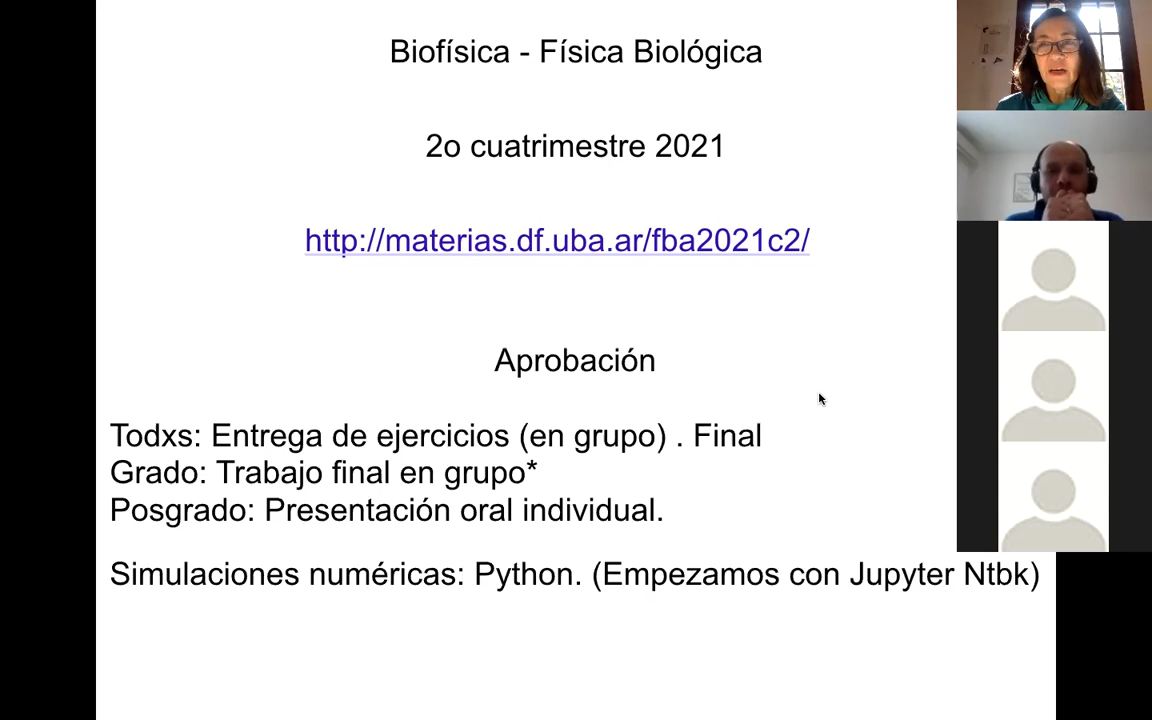 Biofísica - Física Biológica
2o cuatrimestre 2021
http://materias.df.uba.ar/fba2021c2/
Aprobación
Todxs: Entrega de ejercicios (en grupo) . Final
Grado: Trabajo final en grupo*
Posgrado: Presentación oral individual.
Simulaciones numéricas: Python. (Empezamos con Jupyter Ntbk)